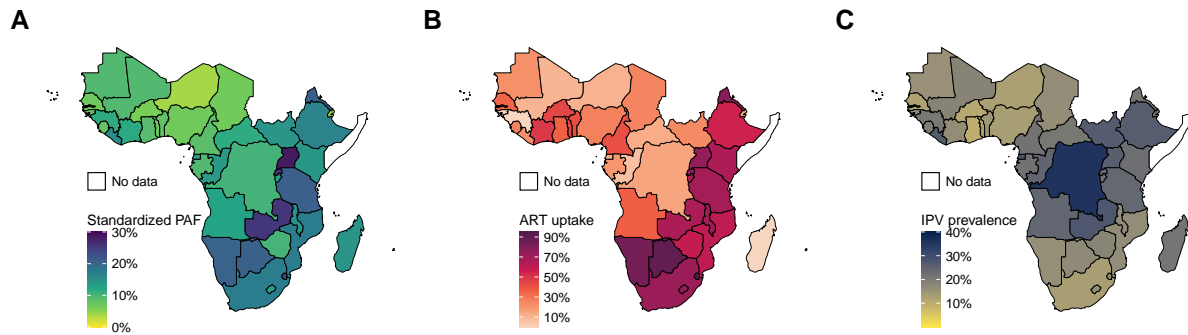 A
No data
Standardized PAF
30%
20%
10%
0%
B
No data
ART uptake
90%
70%
50%
30%
10%
C
No data
IPV prevalence
40%
30%
20%
10%